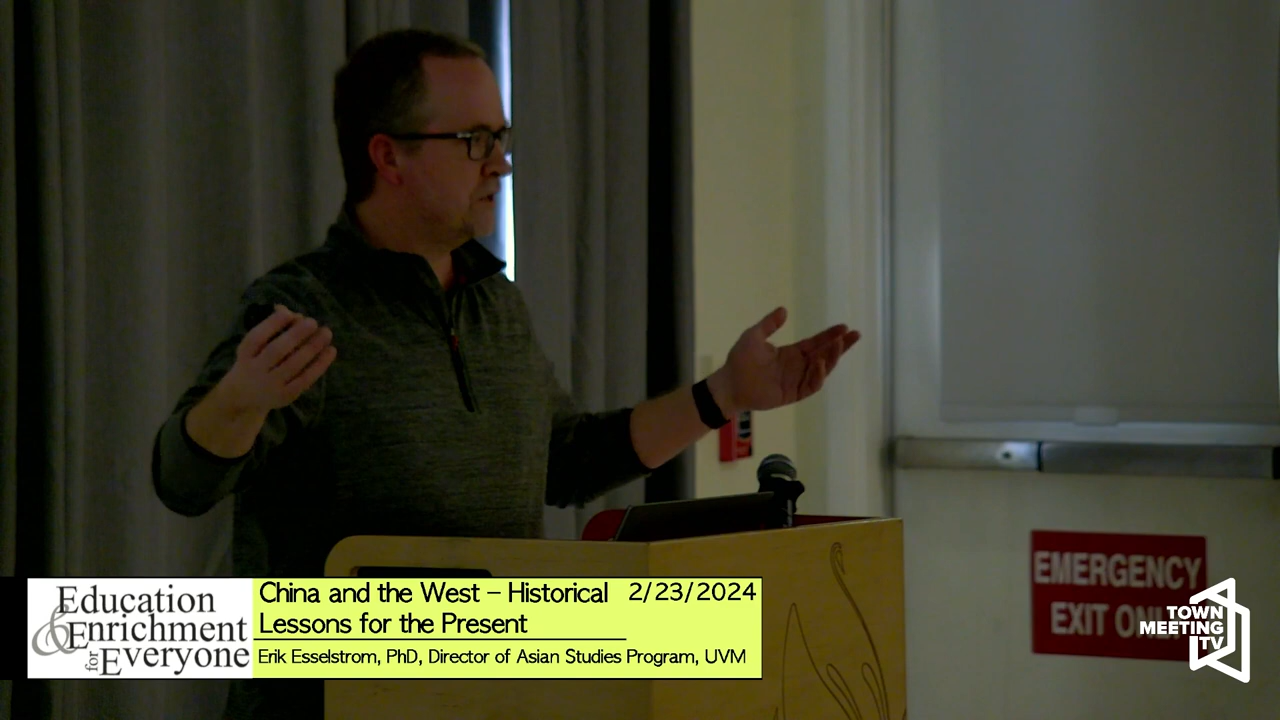 EMERGENCY
EXIT ONLY
TOWN
MEETING
TV
Education
& Enrichment
for Everyone
China and the West – Historical 2/23/2024
Lessons for the Present
Erik Esselstrom, PhD, Director of Asian Studies Program, UVM